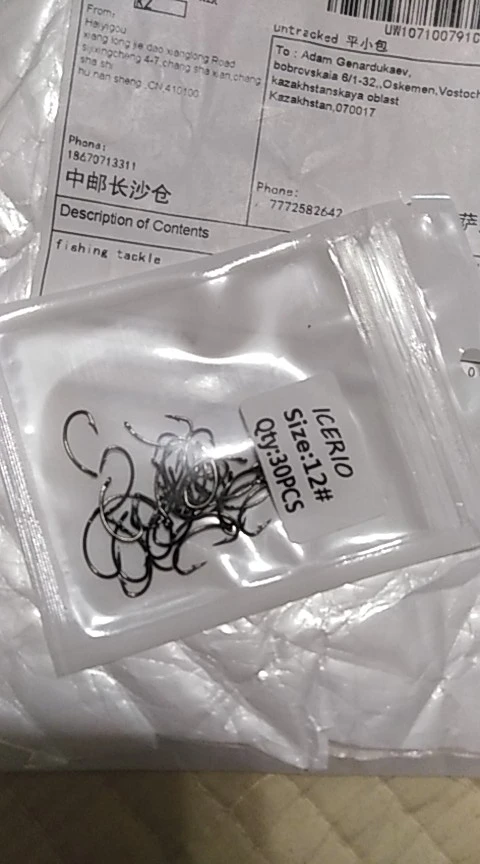 From:
Haiyigou
xiang long jie dao xianglong Road
sijixingcheng 4-7,chang sha xian,chang
sha shi
hu nan sheng ,CN 410100
Phone:
18670713311
中邮长沙仓
UW107100791C
untracked 平小包
To : Adam Genardukaev,
bobrovskaia 6/1-32,,Oskemen,Vostoch
kazakhstanskaya oblast
Kazakhstan,070017
Phone:
7772582642
Description of Contents
fishing tackle
萨
0
ICERIO
Size:12#
Qty:30PCS